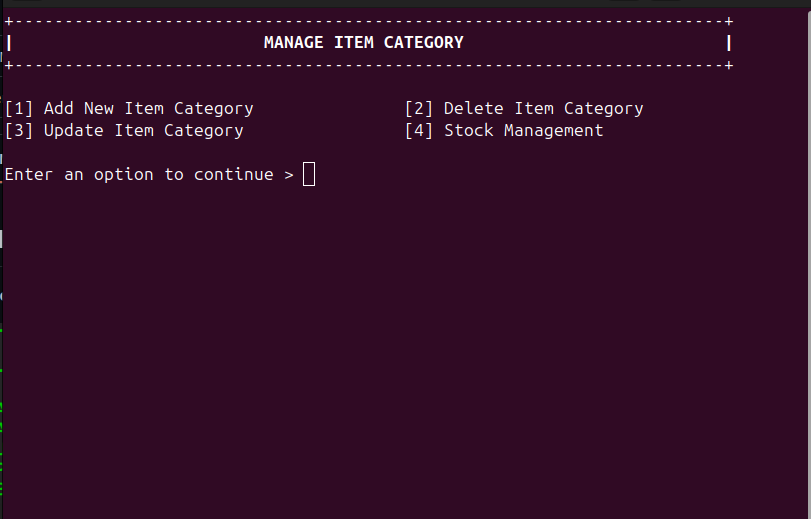 +-----------------------------------------------------------------------+
|                         MANAGE ITEM CATEGORY                          |
+-----------------------------------------------------------------------+
[1] Add New Item Category               [2] Delete Item Category
[3] Update Item Category                [4] Stock Management
Enter an option to continue >